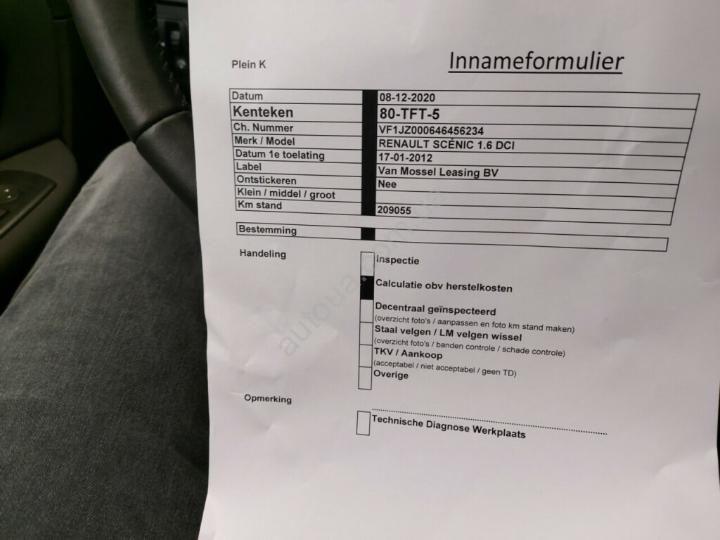 Plein K
Innameformulier
Datum 08-12-2020
Kenteken 80-TFT-5
Ch. Nummer VF1JZ000646456234
Merk / Model RENAULT SCÉNIC 1.6 DCI
Datum 1e toelating 17-01-2012
Label Van Mossel Leasing BV
Ontstickeren Nee
Klein / middel / groot
Km stand 209055
Bestemming
Handeling
Inspectie
Calculatie obv herstelkosten
Decentraal geïnspecteerd
(overzicht foto's / aanpassen en foto km stand maken)
Staal velgen / LM velgen wissel
(overzicht foto's / banden controle / schade controle)
TKV / Aankoop
(acceptabel / niet acceptabel / geen TD)
Overige
Opmerking
Technische Diagnose Werkplaats